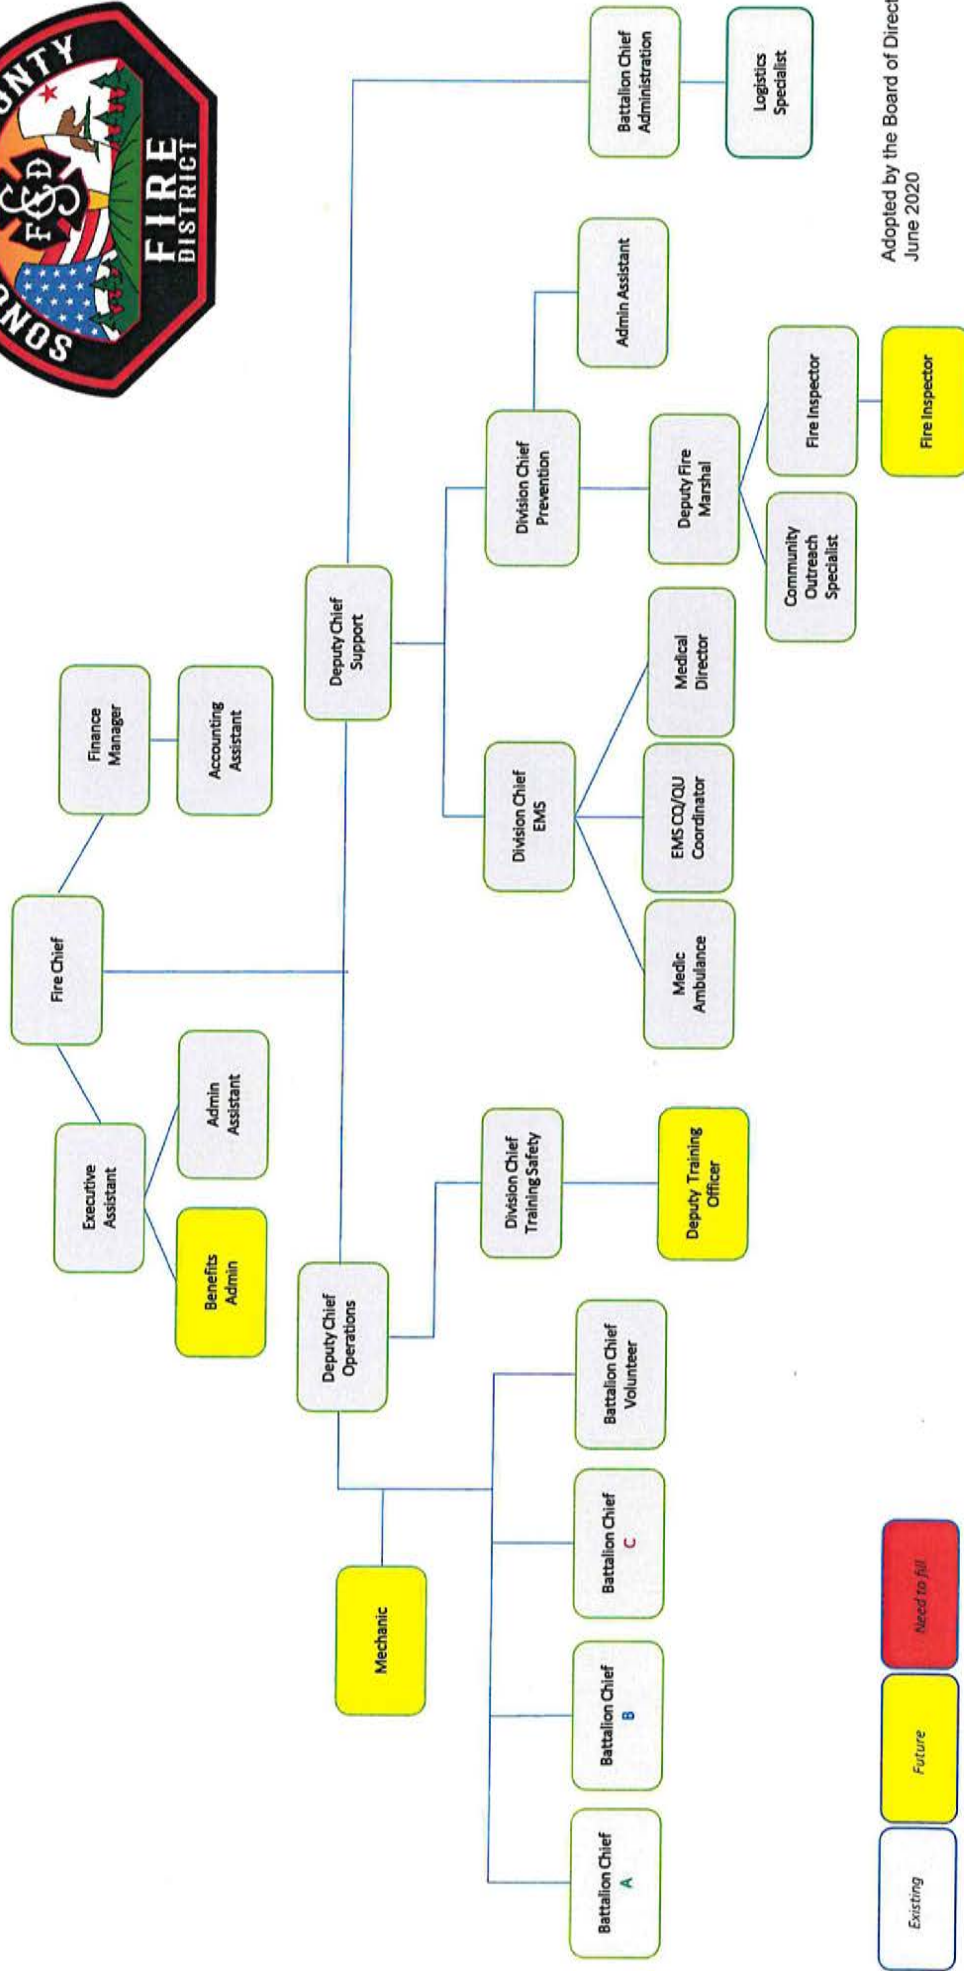 SONO
OUNTY
F&D
S
FIRE
DISTRICT
Fire Chief
Executive
Assistant
Finance
Manager
Benefits
Admin
Admin
Assistant
Accounting
Assistant
Deputy Chief
Operations
Deputy Chief
Support
Mechanic
Division Chief
Training Safety
Division Chief
EMS
Division Chief
Prevention
Battalion Chief
Administration
Battalion Chief
A
Battalion Chief
B
Battalion Chief
C
Battalion Chief
Volunteer
Deputy Training
Officer
Medic
Ambulance
EMS CQ/QU
Coordinator
Medical
Director
Deputy Fire
Marshal
Admin Assistant
Logistics
Specialist
Community
Outreach
Specialist
Fire Inspector
Fire Inspector
Existing
Future
Need to fill
Adopted by the Board of Direct
June 2020